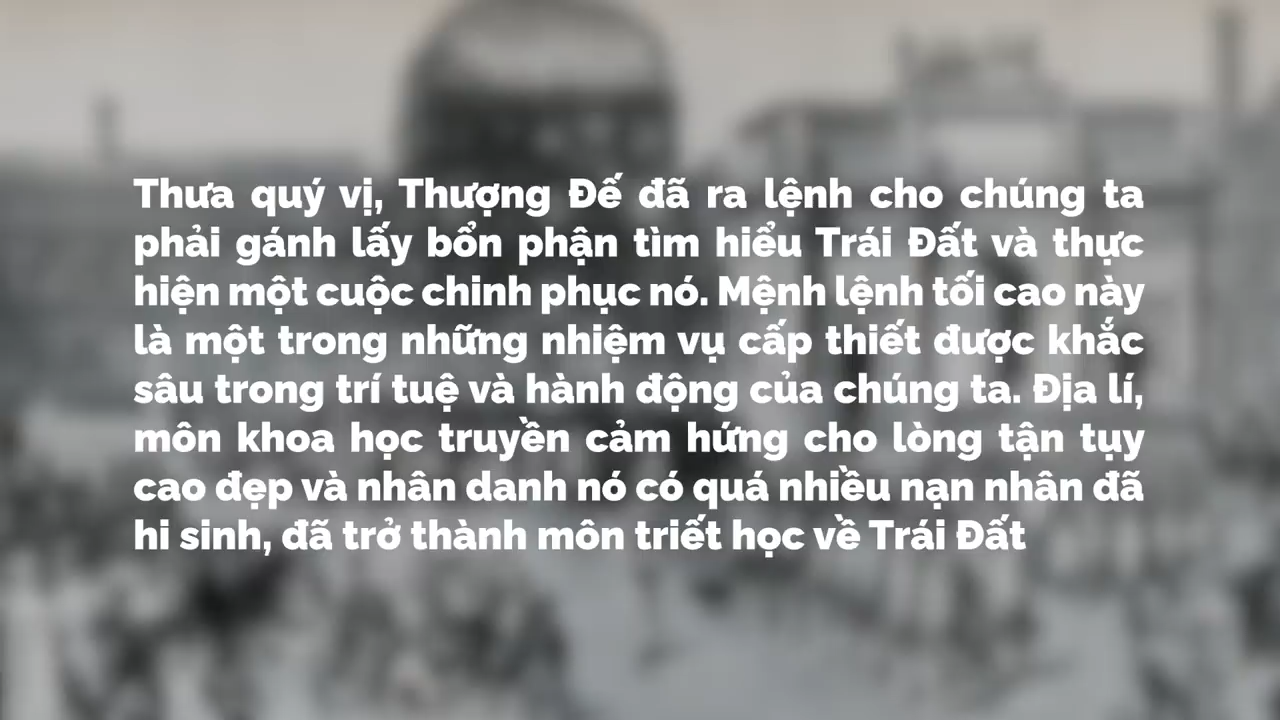 Thưa quý vị, Thượng Đế đã ra lệnh cho chúng ta
phải gánh lấy bổn phận tìm hiểu Trái Đất và thực
hiện một cuộc chinh phục nó. Mệnh lệnh tối cao này
là một trong những nhiệm vụ cấp thiết được khắc
sâu trong trí tuệ và hành động của chúng ta. Địa lí,
môn khoa học truyền cảm hứng cho lòng tận tụy
cao đẹp và nhân danh nó có quá nhiều nạn nhân đã
hi sinh, đã trở thành môn triết học về Trái Đất